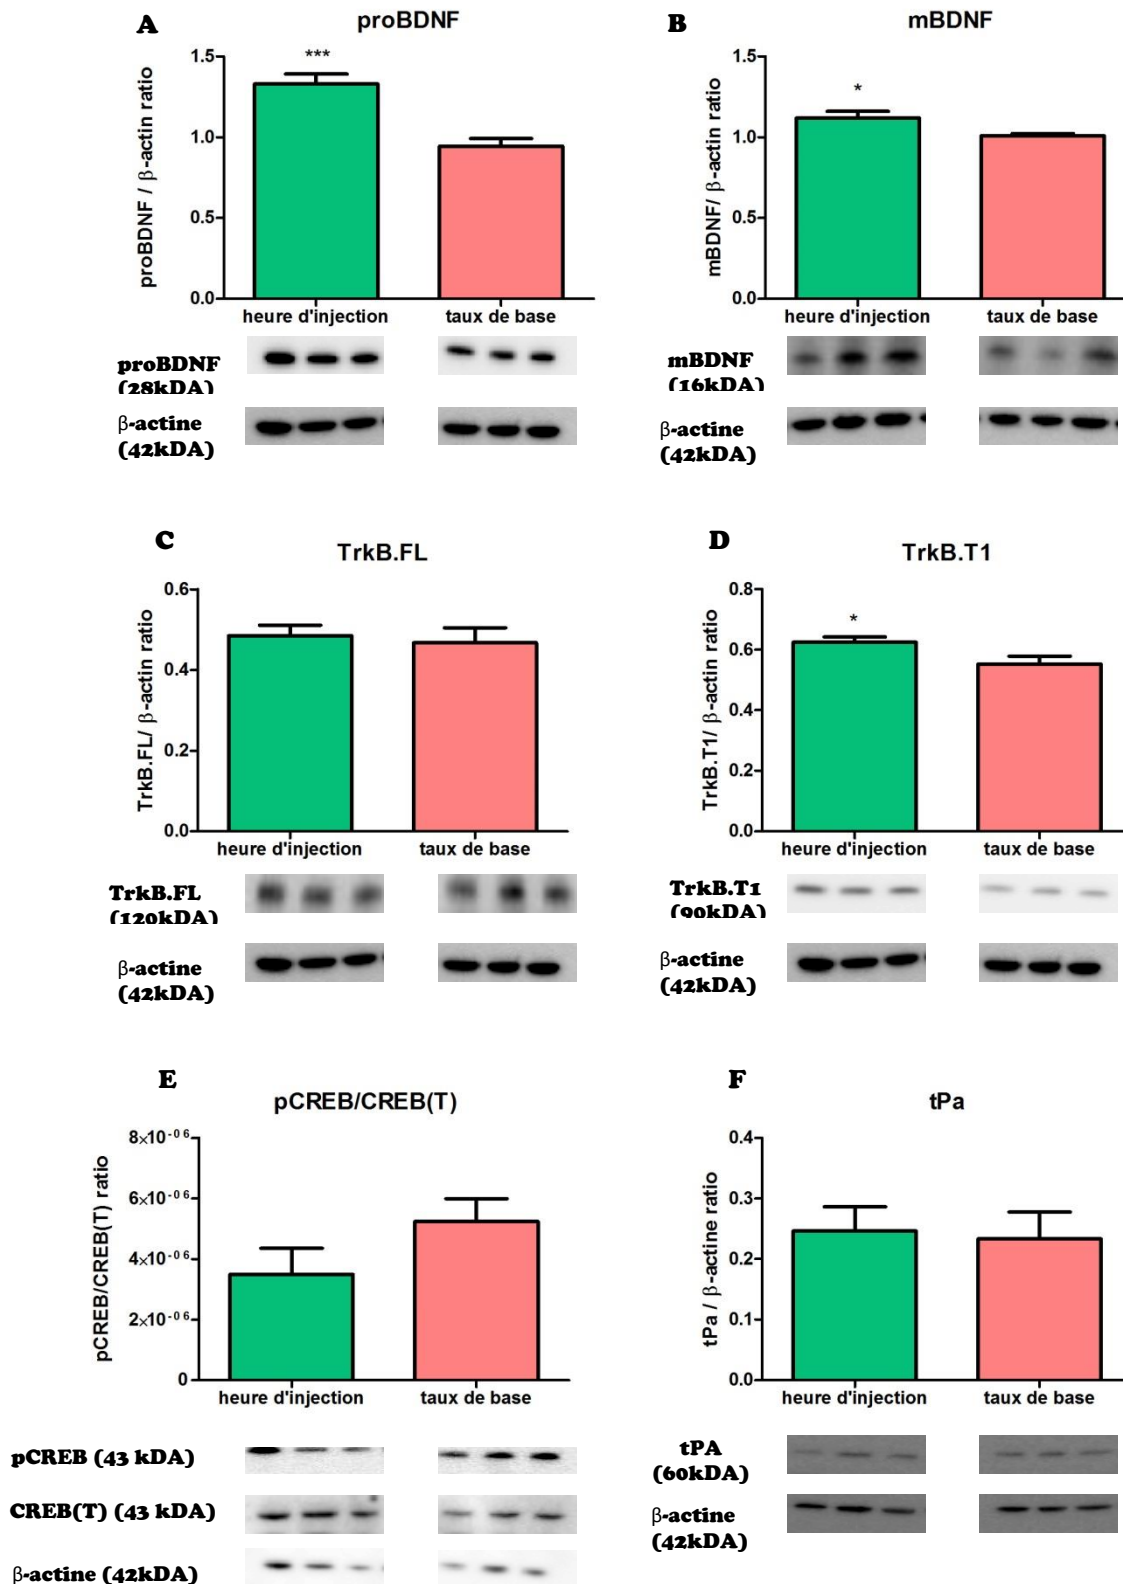 A
proBDNF
proBDNF / β-actin ratio
1.5
1.0
0.5
0.0
***
heure d'injection
taux de base
proBDNF
(28kDA)
β-actine
(42kDA)
B
mBDNF
mBDNF/ β-actin ratio
1.5
1.0
0.5
0.0
*
heure d'injection
taux de base
mBDNF
(16kDA)
β-actine
(42kDA)
C
TrkB.FL
TrkB.FL/ β-actin ratio
0.6
0.4
0.2
0.0
heure d'injection
taux de base
TrkB.FL
(120kDA)
β-actine
(42kDA)
D
TrkB.T1
TrkB.T1/ β-actin ratio
0.8
0.6
0.4
0.2
0.0
*
heure d'injection
taux de base
TrkB.T1
(90kDA)
β-actine
(42kDA)
E
pCREB/CREB(T)
pCREB/CREB(T) ratio
8×10⁻⁰⁶
6×10⁻⁰⁶
4×10⁻⁰⁶
2×10⁻⁰⁶
0
heure d'injection
taux de base
pCREB (43 kDA)
CREB(T) (43 kDA)
β-actine (42kDA)
F
tPa
tPa / β-actine ratio
0.4
0.3
0.2
0.1
0.0
heure d'injection
taux de base
tPA
(60kDA)
β-actine
(42kDA)